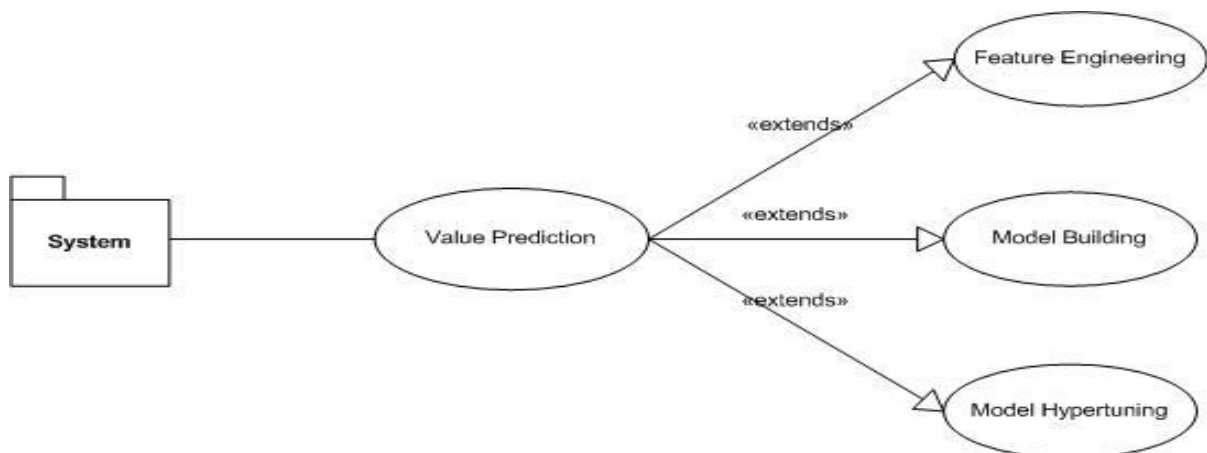 Feature Engineering
«extends»
System
Value Prediction
«extends»
Model Building
«extends»
Model Hypertuning